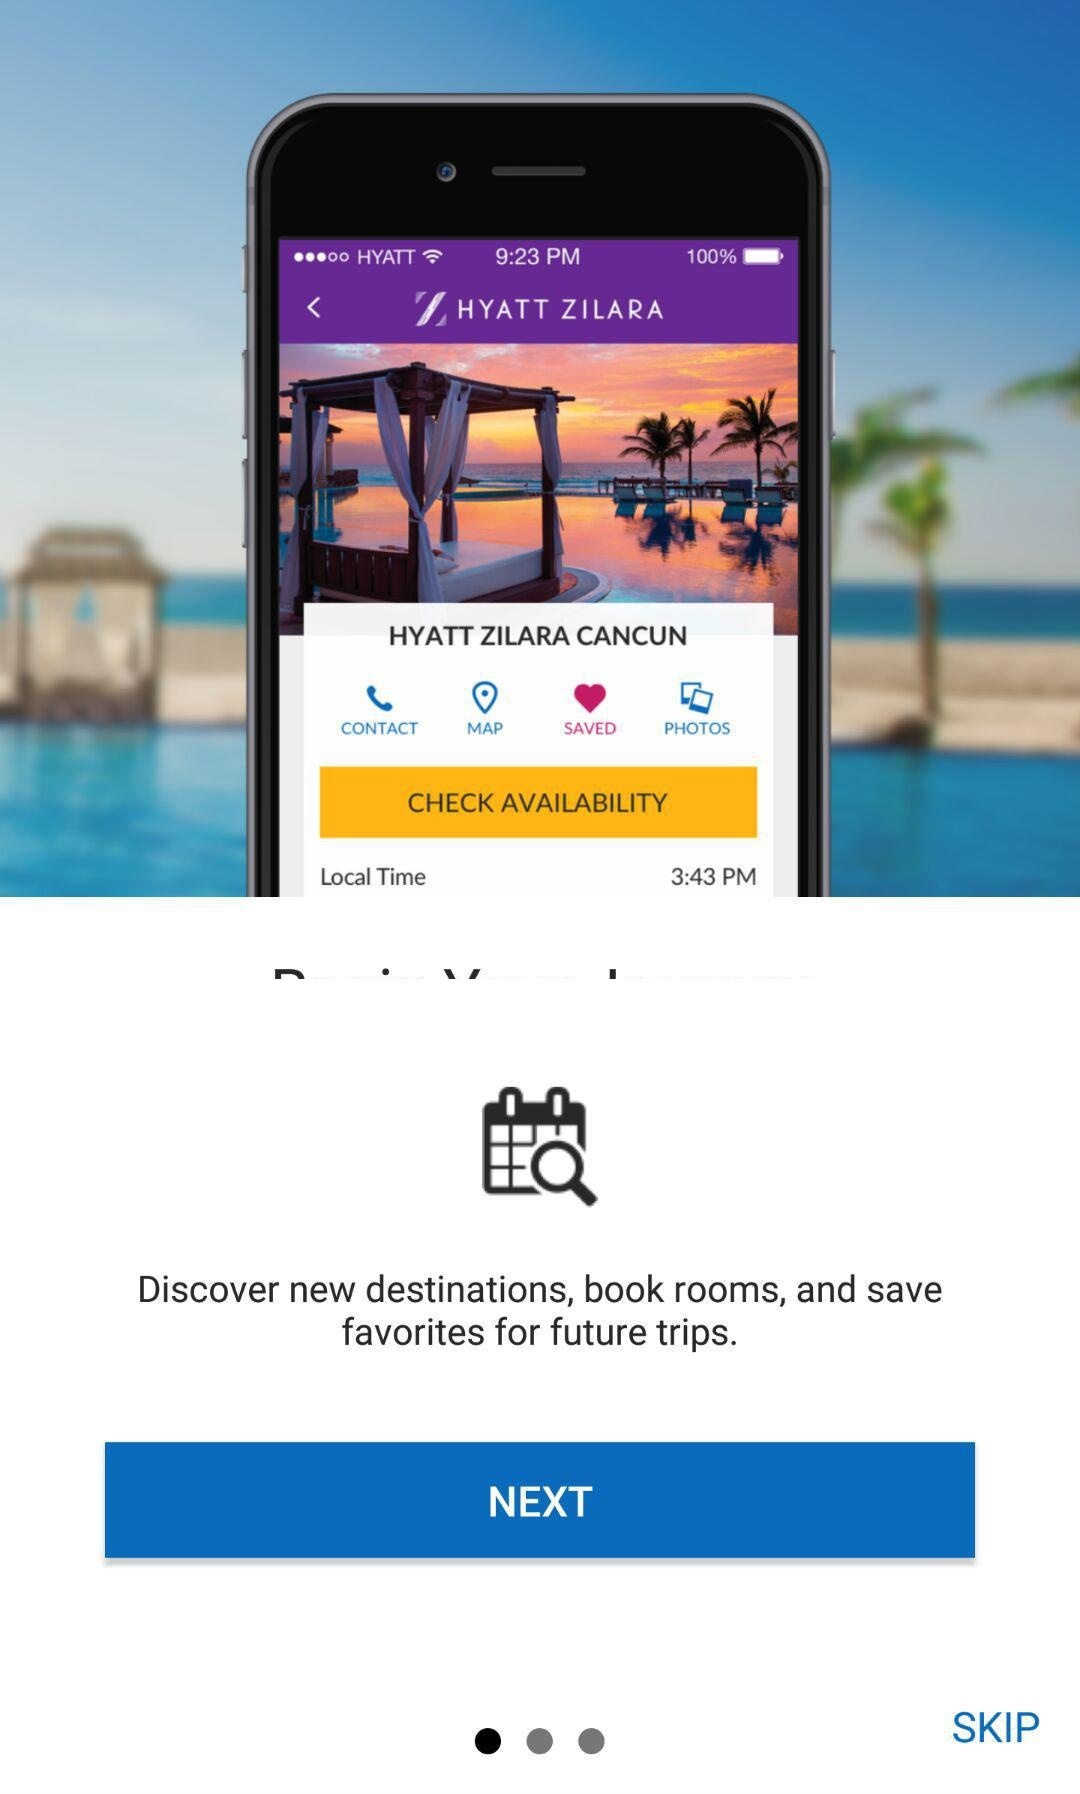 HYATT 9:23 PM 100%
HYATT ZILARA
HYATT ZILARA CANCUN
CONTACT MAP SAVED PHOTOS
CHECK AVAILABILITY
Local Time 3:43 PM
Discover new destinations, book rooms, and save
favorites for future trips.
NEXT
SKIP